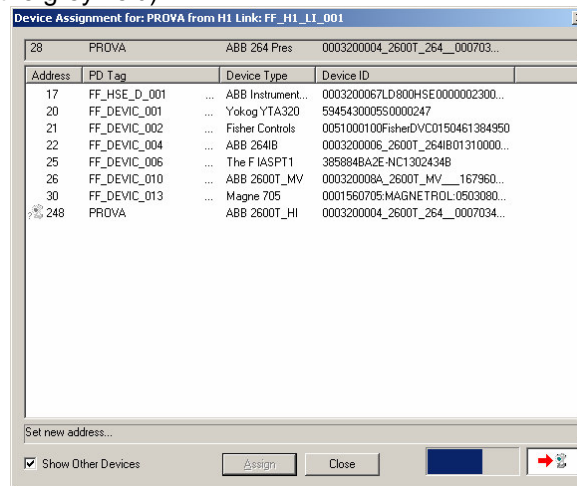 Device Assignment for: PROVA from H1 Link: FF_H1_LI_001
28 PROVA ABB 264 Pres 0003200004_2600T_264__000703...
Address PD Tag Device Type Device ID
17 FF_HSE_D_001 ... ABB Instrument... 0003200067LD800HSE0000002300...
20 FF_DEVIC_001 ... Yokog YTA320 59454300055S0000247
21 FF_DEVIC_002 ... Fisher Controls 0051000100FisherDVC0150461384950
22 FF_DEVIC_004 ... ABB 264IB 0003200006_2600T_264IB01310000...
25 FF_DEVIC_006 ... The F IASPT1 385884BA2E-NC1302434B
26 FF_DEVIC_010 ... ABB 2600T_MV 000320008A_2600T_MV___167960...
30 FF_DEVIC_013 ... Magne 705 0001560705:MAGNETROL:0503080...
248 PROVA ABB 2600T_HI 0003200004_2600T_264__0007034...
Set new address...
Show Other Devices Assign Close